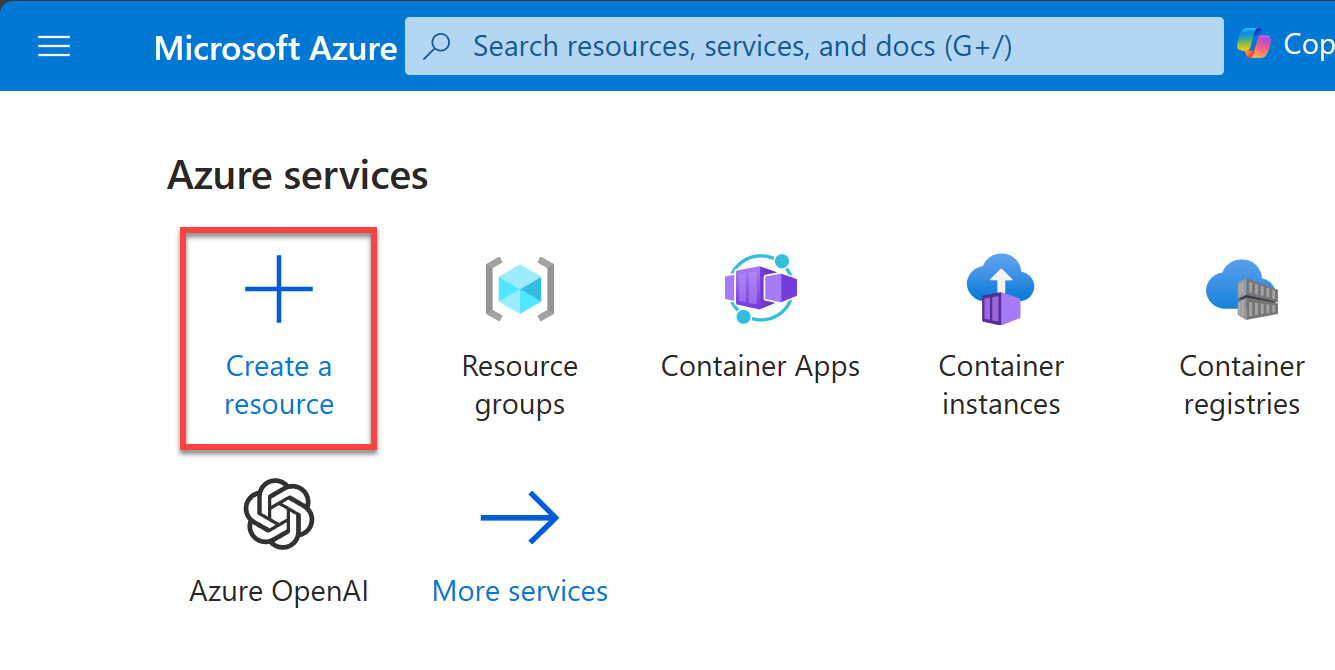 Microsoft Azure
Search resources, services, and docs (G+/)
Cop
Azure services
Create a
resource
Resource
groups
Container Apps
Container
instances
Container
registries
Azure OpenAI
More services